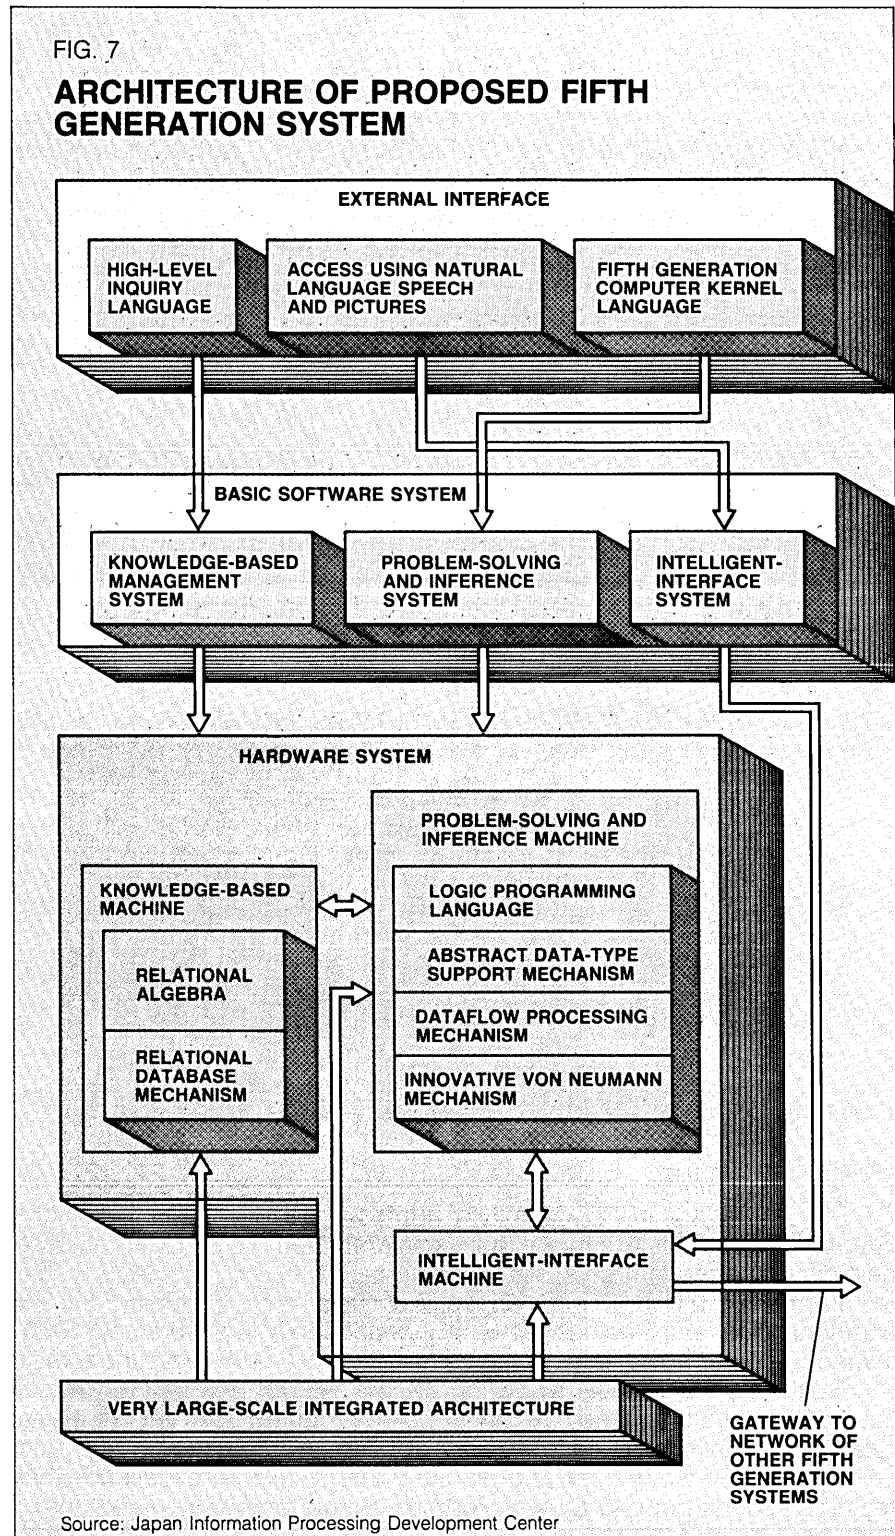 FIG. 7
ARCHITECTURE OF PROPOSED FIFTH
GENERATION SYSTEM
EXTERNAL INTERFACE
HIGH-LEVEL
INQUIRY
LANGUAGE
ACCESS USING NATURAL
LANGUAGE SPEECH
AND PICTURES
FIFTH GENERATION
COMPUTER KERNEL
LANGUAGE
BASIC SOFTWARE SYSTEM
KNOWLEDGE-BASED
MANAGEMENT
SYSTEM
PROBLEM-SOLVING
AND INFERENCE
SYSTEM
INTELLIGENT-
INTERFACE
SYSTEM
HARDWARE SYSTEM
KNOWLEDGE-BASED
MACHINE
RELATIONAL
ALGEBRA
RELATIONAL
DATABASE
MECHANISM
PROBLEM-SOLVING AND
INFERENCE MACHINE
LOGIC PROGRAMMING
LANGUAGE
ABSTRACT DATA-TYPE
SUPPORT MECHANISM
DATAFLOW PROCESSING
MECHANISM
INNOVATIVE VON NEUMANN
MECHANISM
INTELLIGENT-INTERFACE
MACHINE
VERY LARGE-SCALE INTEGRATED ARCHITECTURE
GATEWAY TO
NETWORK OF
OTHER FIFTH
GENERATION
SYSTEMS
Source: Japan Information Processing Development Center